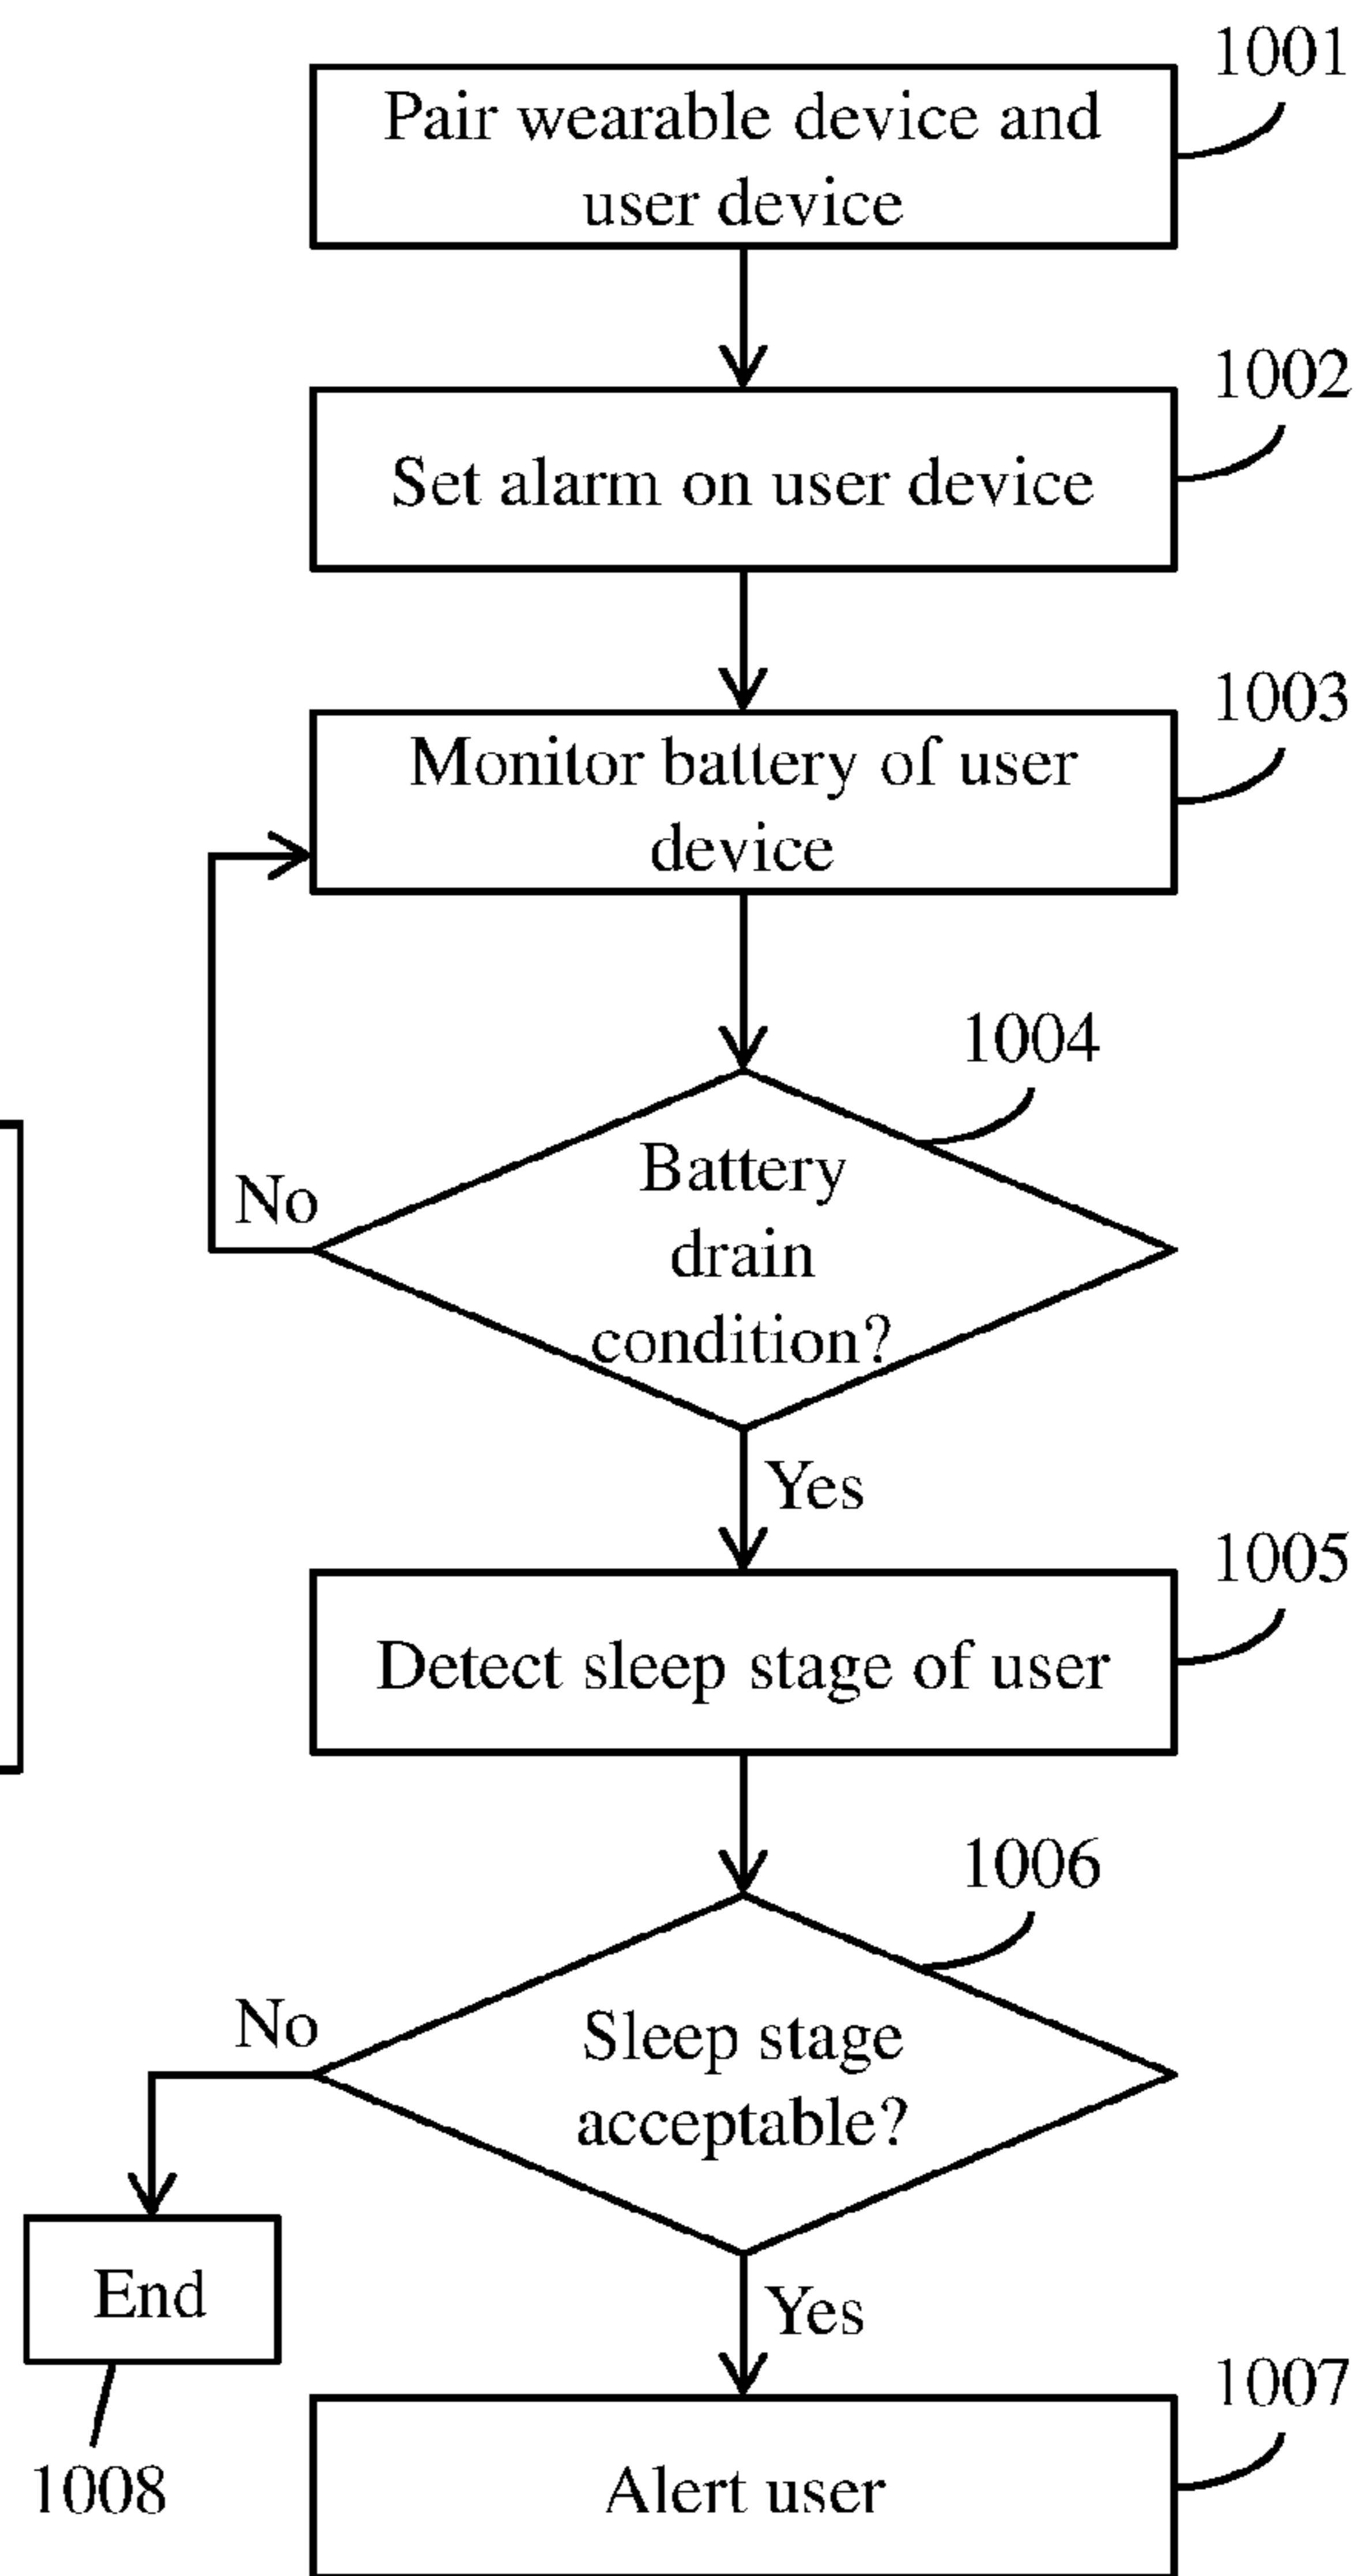 1001
Pair wearable device and
user device
1002
Set alarm on user device
1003
Monitor battery of user
device
1004
Battery
drain
condition?
No
Yes
1005
Detect sleep stage of user
1006
Sleep stage
acceptable?
No
End
1008
Yes
1007
Alert user